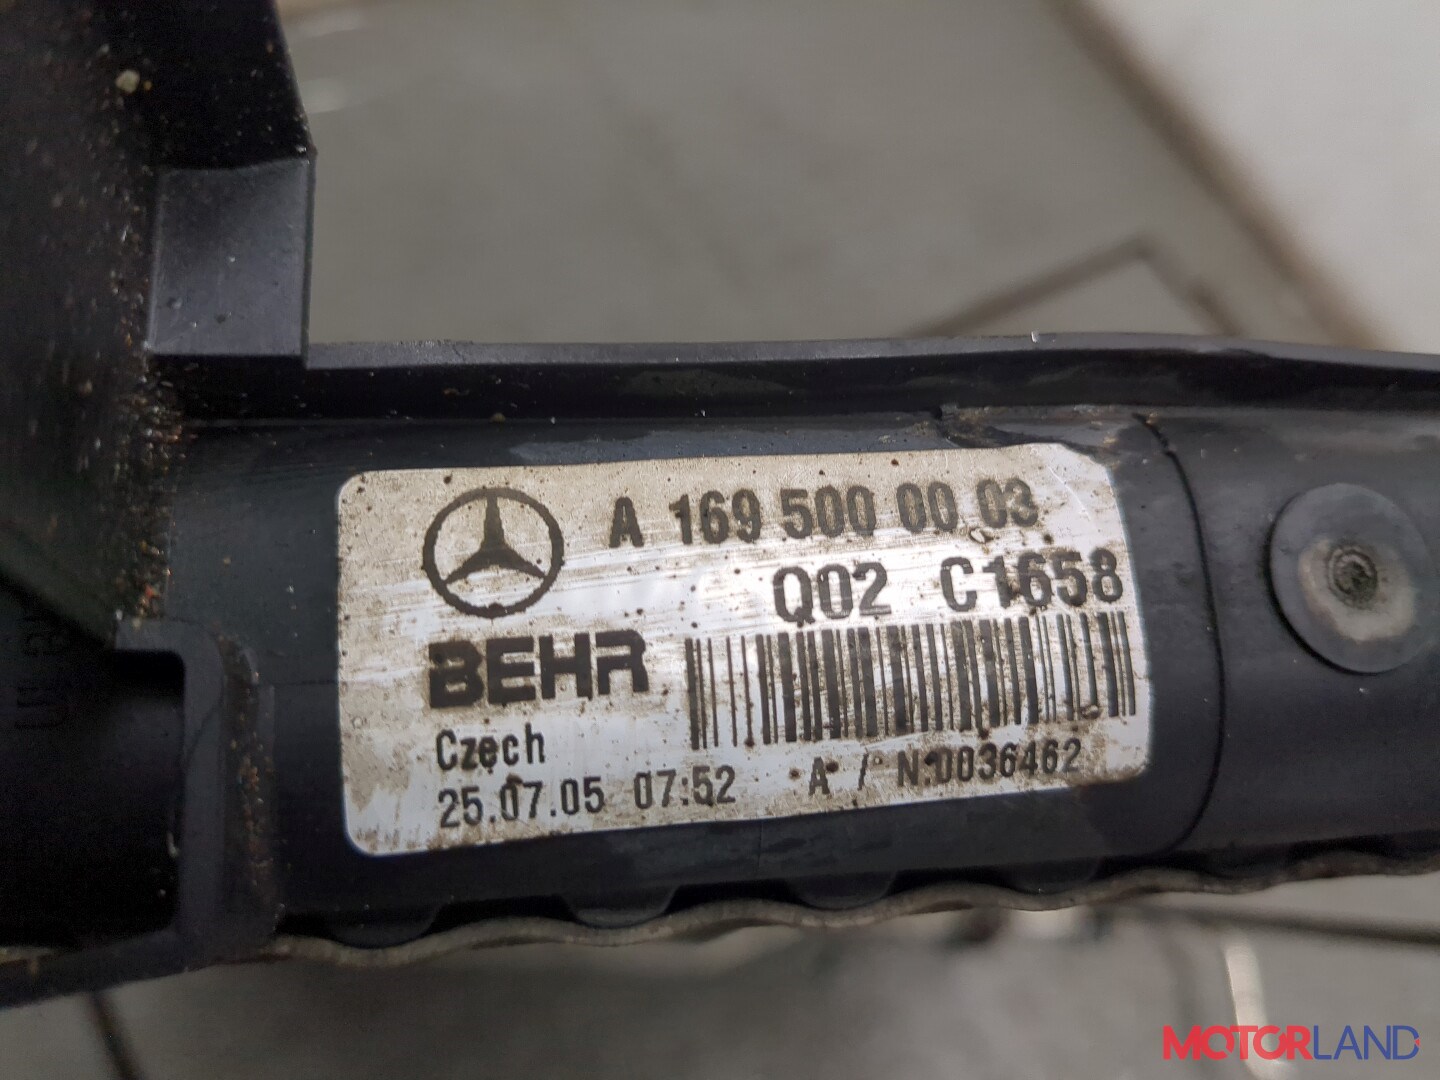 A 169 500 00 03
Q02 C1658
BEHR
Czech
25.07.05 07:52 A / N:0036462
MOTORLAND